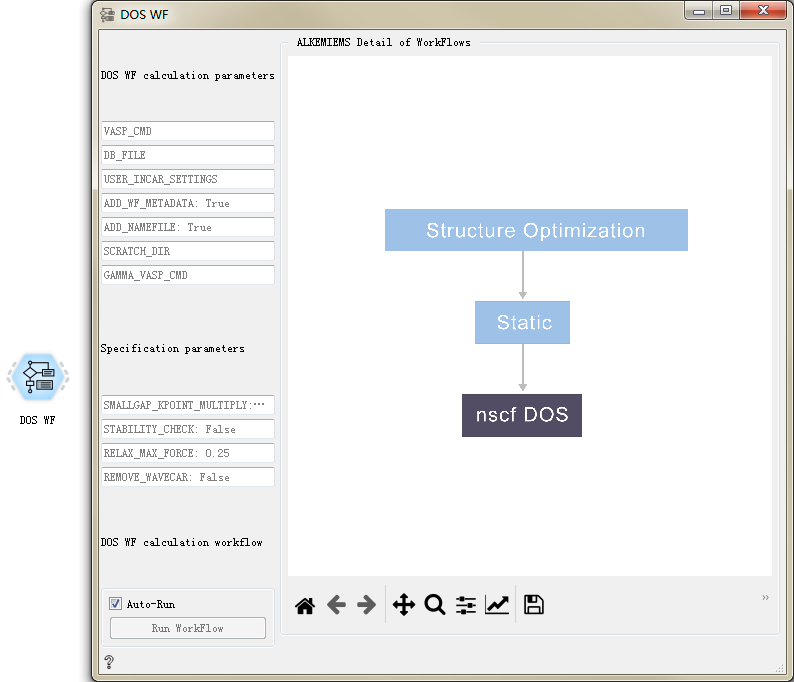 DOS WF
ALKEMIEMS Detail of WorkFlows
DOS WF calculation parameters
VASP_CMD
DB_FILE
USER_INCAR_SETTINGS
ADD_WF_METADATA: True
ADD_NAMEFILE: True
SCRATCH_DIR
GAMMA_VASP_CMD
Specification parameters
SMALLGAP_KPOINT_MULTIPLY:···
STABILITY_CHECK: False
RELAX_MAX_FORCE: 0.25
REMOVE_WAVECAR: False
DOS WF calculation workflow
Auto-Run
Run WorkFlow
?
Structure Optimization
Static
nscf DOS
»
DOS WF